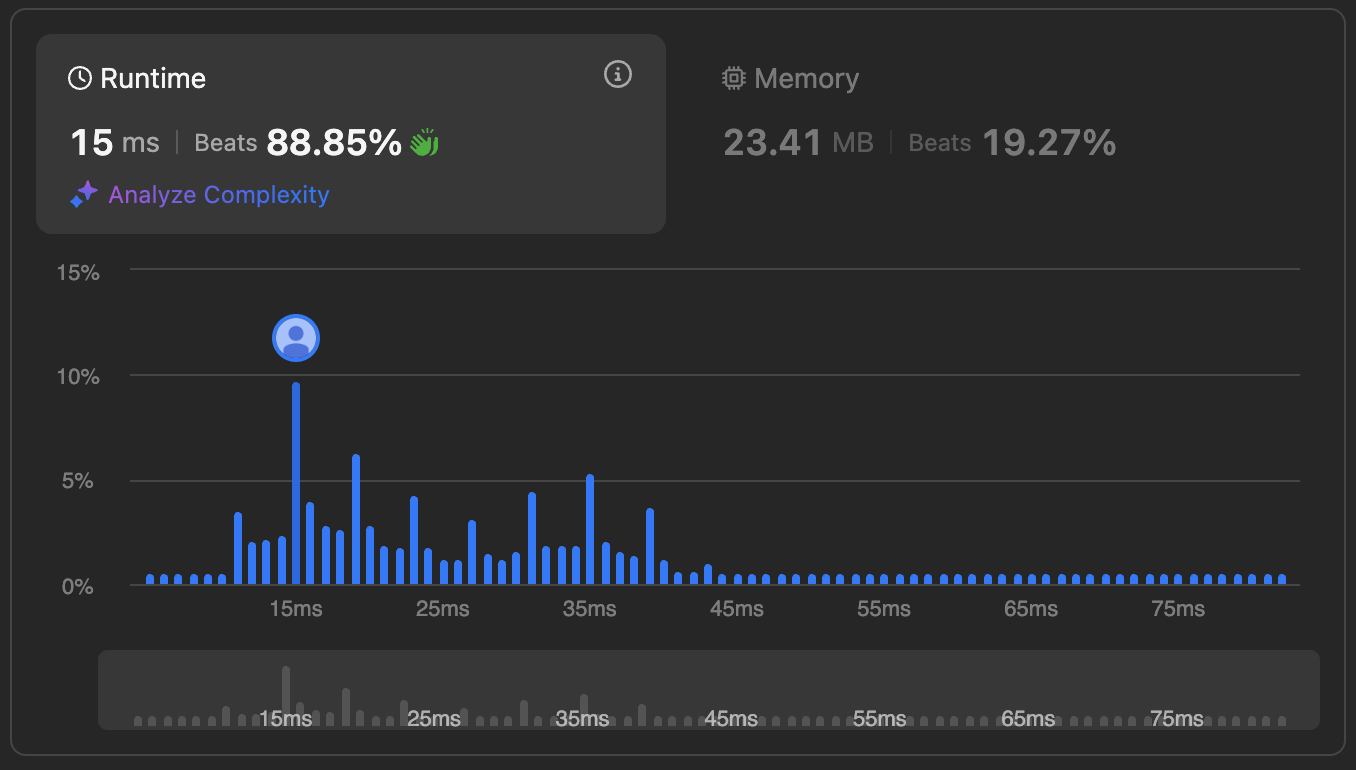 Runtime
15 ms | Beats 88.85%
Analyze Complexity
Memory
23.41 MB | Beats 19.27%
15%
10%
5%
0%
15ms 25ms 35ms 45ms 55ms 65ms 75ms
15ms 25ms 35ms 45ms 55ms 65ms 75ms